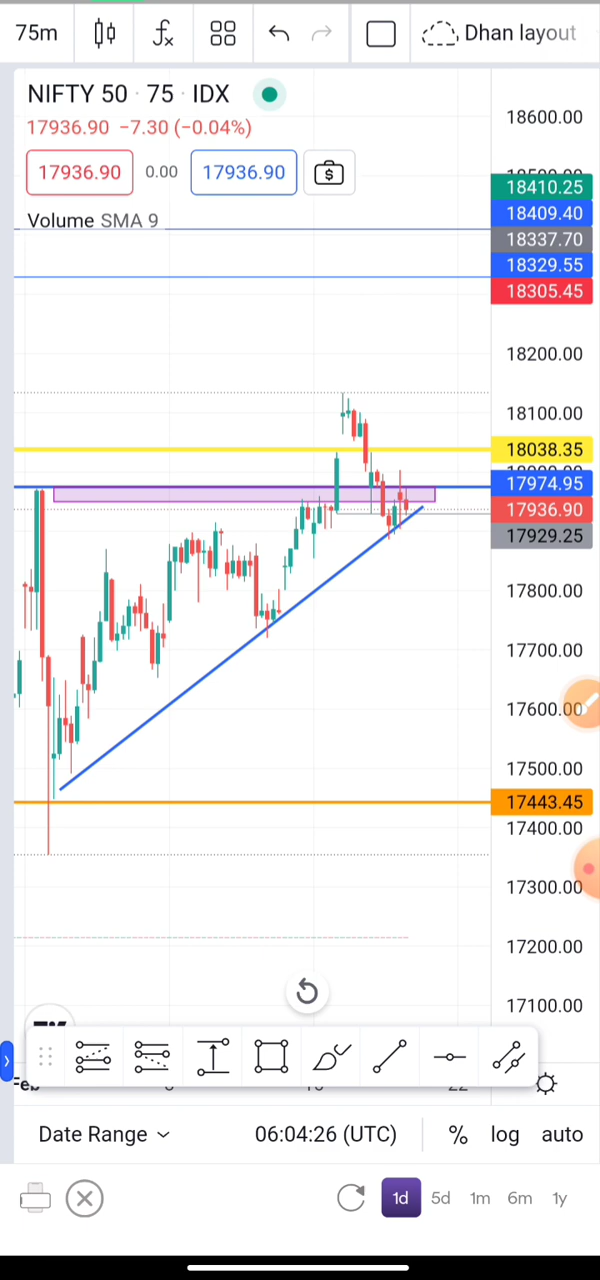 75m
Dhan layout
NIFTY 50 · 75 · IDX
17936.90 −7.30 (−0.04%)
17936.90 0.00 17936.90
Volume SMA 9
18600.00
18410.25
18409.40
18337.70
18329.55
18305.45
18200.00
18100.00
18038.35
17974.95
17936.90
17929.25
17800.00
17700.00
17600.00
17500.00
17443.45
17400.00
17300.00
17200.00
17100.00
Feb
22
Date Range 06:04:26 (UTC) % log auto
1d 5d 1m 6m 1y